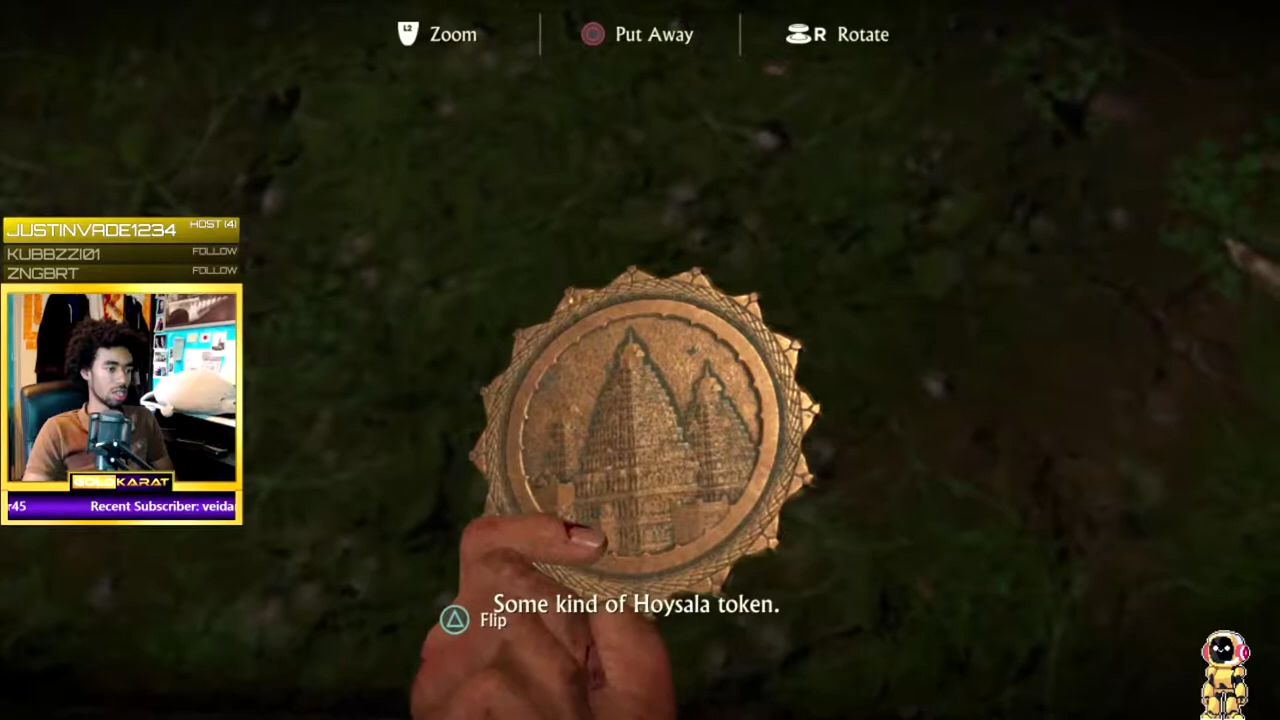 L2 Zoom
Put Away
R Rotate
JUSTINVADE1234 HOST (4)
KUBBZZI01 FOLLOW
ZNGBRT FOLLOW
GOLDKARAT
r45 Recent Subscriber: veida
Some kind of Hoysala token.
Flip